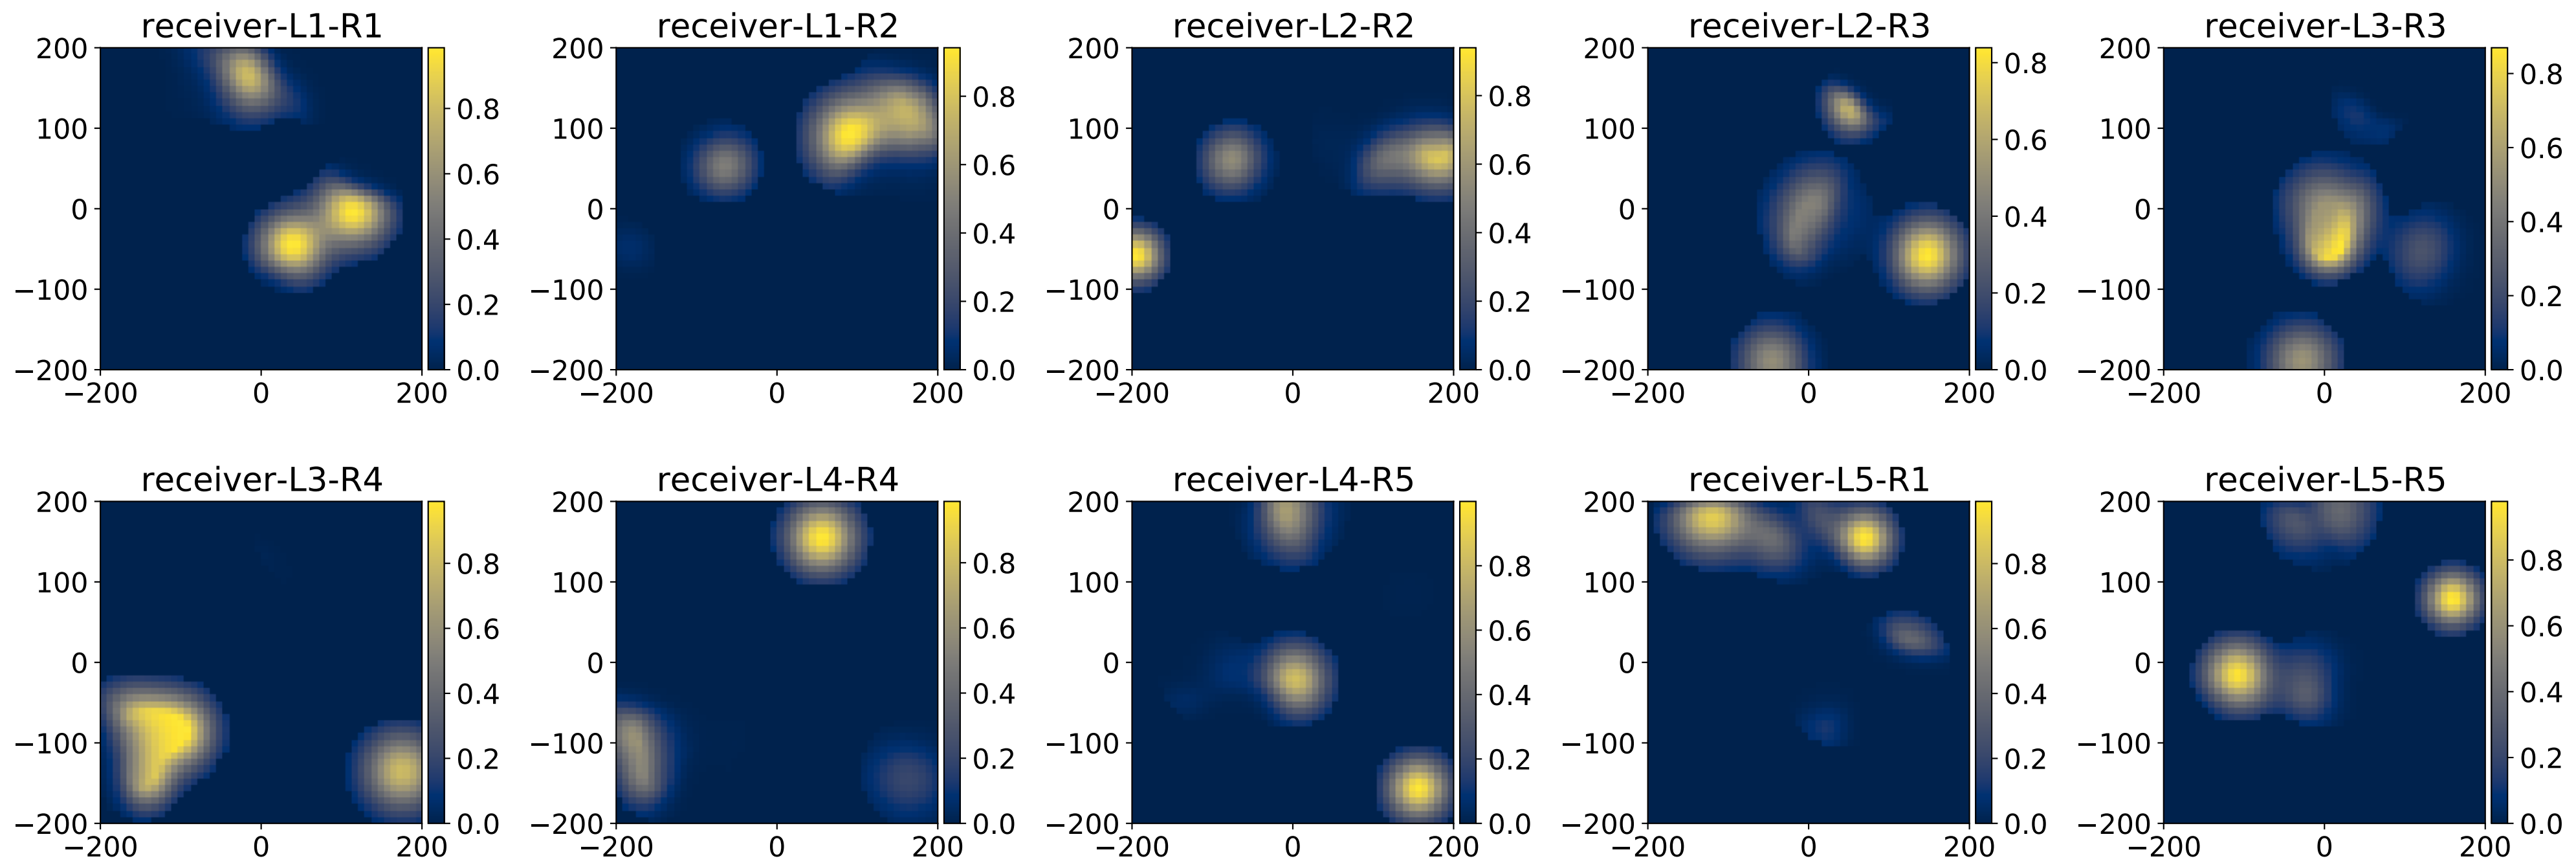 receiver-L1-R1 receiver-L1-R2 receiver-L2-R2 receiver-L2-R3 receiver-L3-R3
200 200 200 200 200
0.8 0.8 0.8 0.8 0.8
100 100 100 100 100
0.6 0.6 0.6 0.6 0.6
0 0 0 0 0
0.4 0.4 0.4 0.4 0.4
−100 −100 −100 −100 −100
0.2 0.2 0.2 0.2 0.2
−200 0.0 −200 0.0 −200 0.0 −200 0.0 −200 0.0
−200 0 200 −200 0 200 −200 0 200 −200 0 200 −200 0 200
receiver-L3-R4 receiver-L4-R4 receiver-L4-R5 receiver-L5-R1 receiver-L5-R5
200 200 200 200 200
0.8 0.8 0.8 0.8 0.8
100 100 100 100 100
0.6 0.6 0.6 0.6 0.6
0 0 0 0 0
0.4 0.4 0.4 0.4 0.4
−100 −100 −100 −100 −100
0.2 0.2 0.2 0.2 0.2
−200 0.0 −200 0.0 −200 0.0 −200 0.0 −200 0.0
−200 0 200 −200 0 200 −200 0 200 −200 0 200 −200 0 200